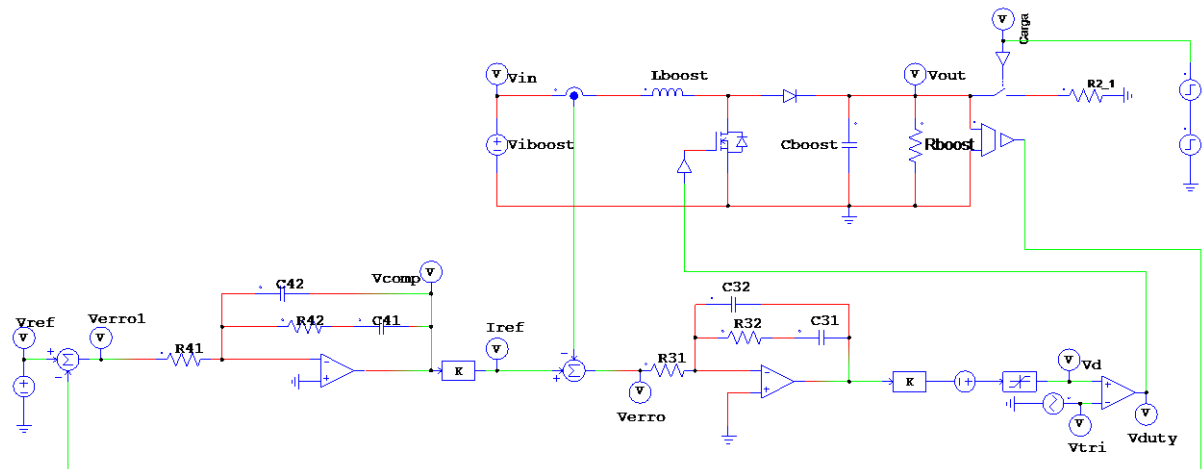 V
Carga
V
Vin
Lboost
V
Vout
R2_1
V
Viboost
Cboost
Rboost
V
Vcomp
C42
C32
Vref
V
Verro1
V
R42
C41
Iref
V
R32
C31
R41
R31
Vd
V
K
K
V
Verro
V
Vtri
V
Vduty